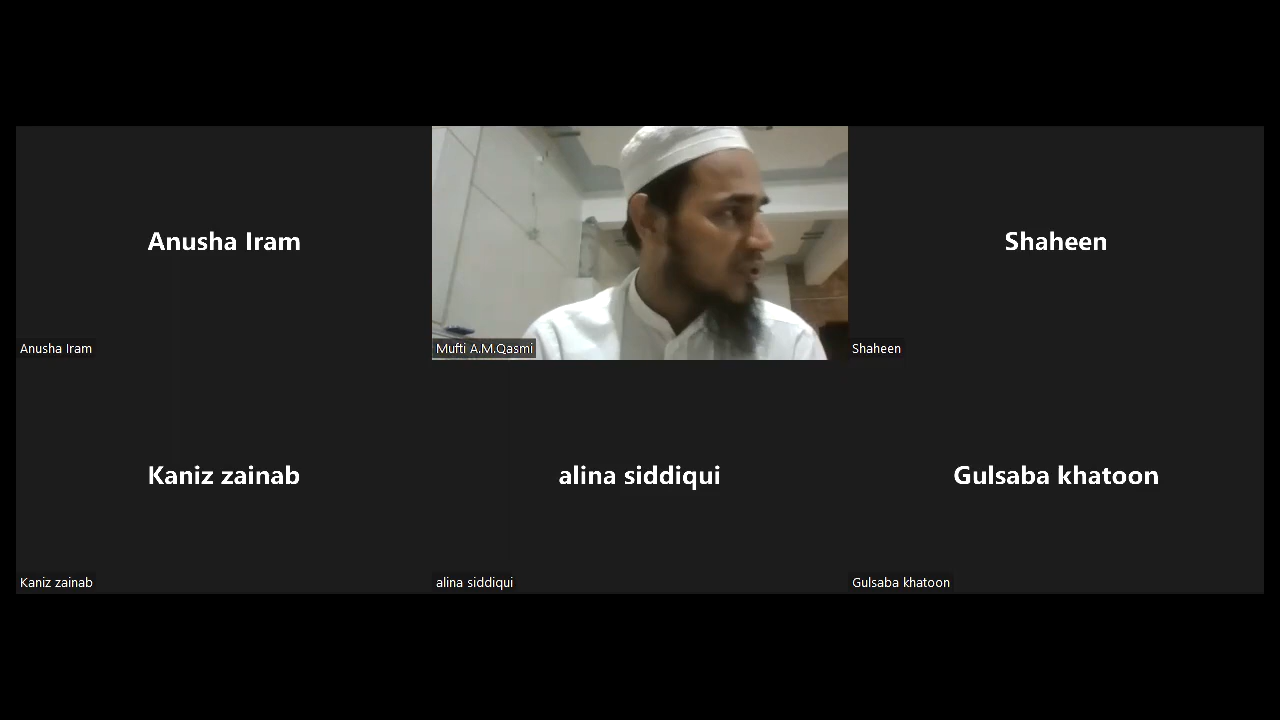 Anusha Iram
Shaheen
Anusha Iram
Mufti A.M.Qasmi
Shaheen
Kaniz zainab
alina siddiqui
Gulsaba khatoon
Kaniz zainab
alina siddiqui
Gulsaba khatoon